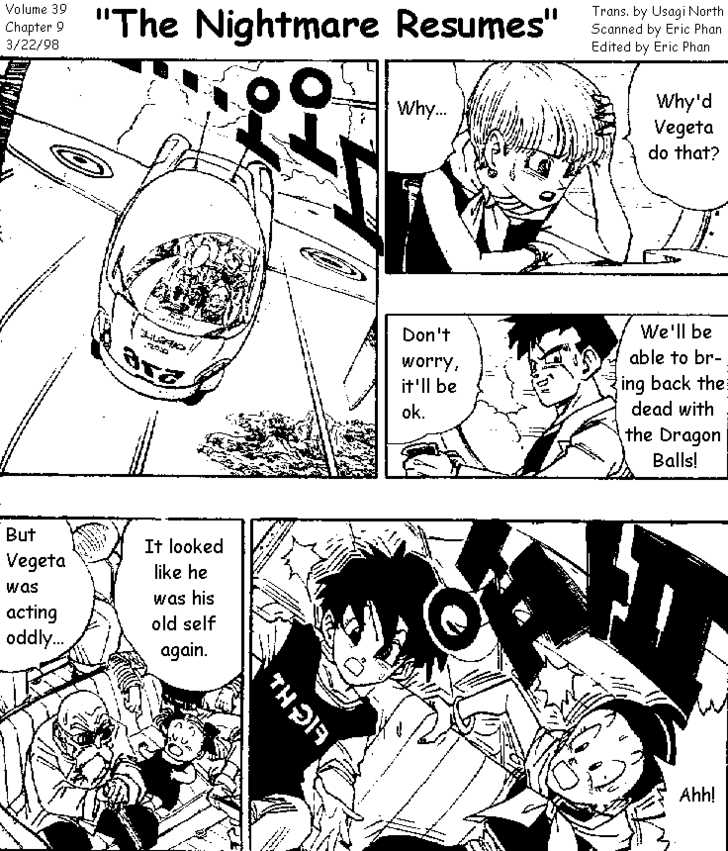 Volume 39
Chapter 9
3/22/98
"The Nightmare Resumes"
Trans. by Usagi North
Scanned by Eric Phan
Edited by Eric Phan
Why...
Why'd
Vegeta
do that?
Don't
worry,
it'll be
ok.
We'll be
able to br-
ing back the
dead with
the Dragon
Balls!
But
Vegeta
was
acting
oddly...
It looked
like he
was his
old self
again.
FIGHT
Ahh!